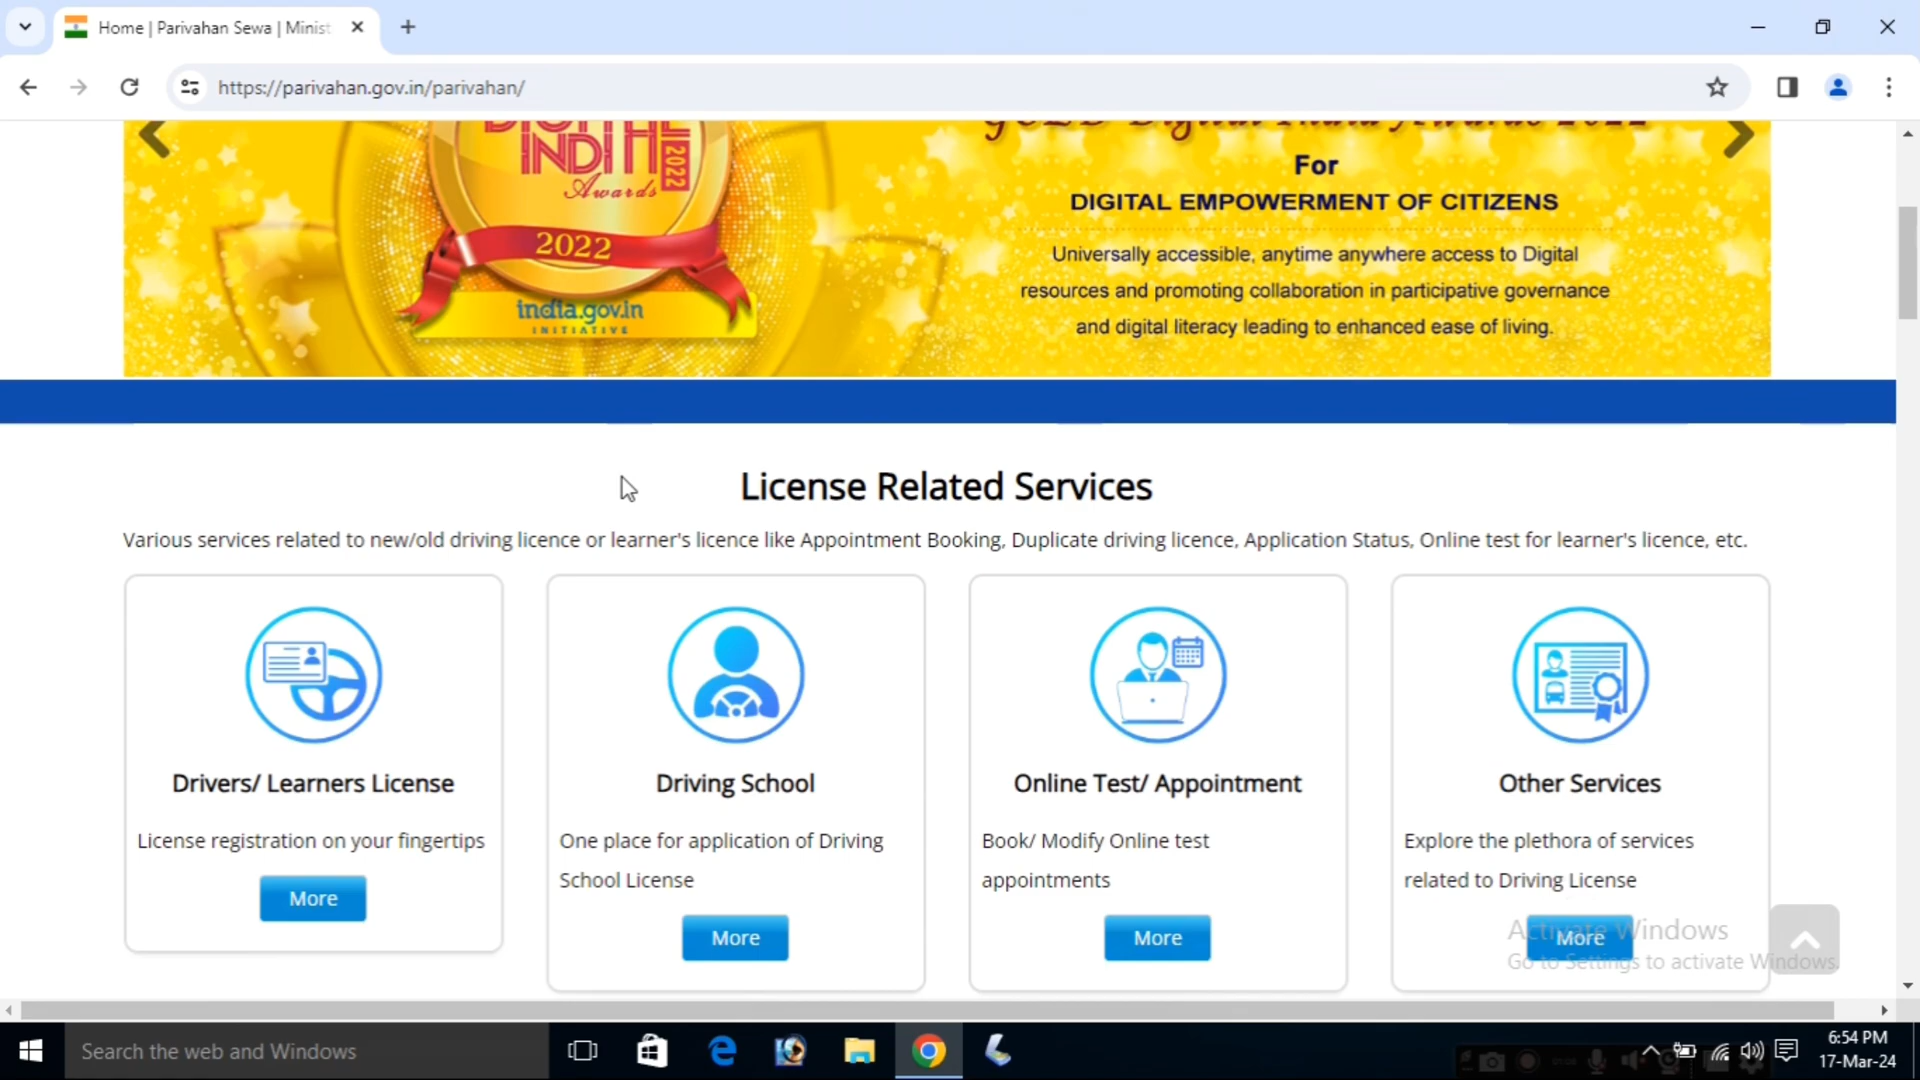 Home | Parivahan Sewa | Minist
https://parivahan.gov.in/parivahan/
INDI
2022
Awards
2022
india.gov.in
INITIATIVE
GOLD Digital India Awards 2022
For
DIGITAL EMPOWERMENT OF CITIZENS
Universally accessible, anytime anywhere access to Digital
resources and promoting collaboration in participative governance
and digital literacy leading to enhanced ease of living.
License Related Services
Various services related to new/old driving licence or learner's licence like Appointment Booking, Duplicate driving licence, Application Status, Online test for learner's licence, etc.
Drivers/ Learners License
License registration on your fingertips
More
Driving School
One place for application of Driving
School License
More
Online Test/ Appointment
Book/ Modify Online test
appointments
More
Other Services
Explore the plethora of services
related to Driving License
More
Activate Windows
Go to Settings to activate Windows.
Search the web and Windows
6:54 PM
17-Mar-24